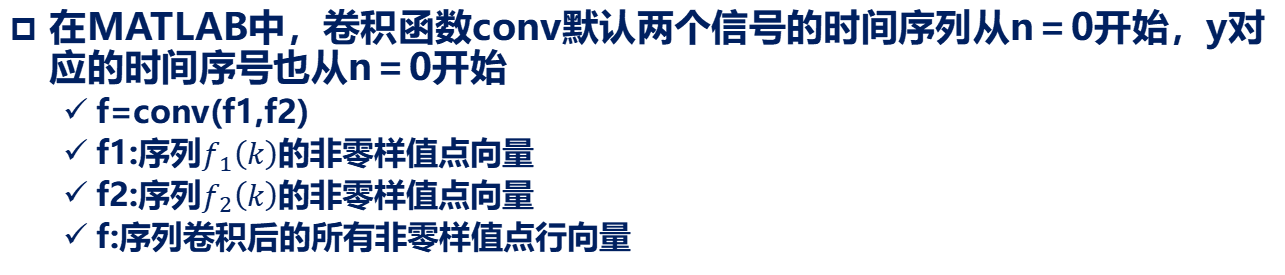 在MATLAB中，卷积函数conv默认两个信号的时间序列从n＝0开始，y对
应的时间序号也从n＝0开始
✓ f=conv(f1,f2)
✓ f1:序列𝑓₁(𝑘)的非零样值点向量
✓ f2:序列𝑓₂(𝑘)的非零样值点向量
✓ f:序列卷积后的所有非零样值点行向量